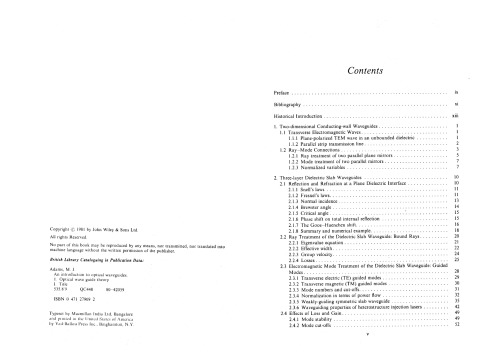 Copyright © 1981 by John Wiley & Sons Ltd.
All rights Reserved.
No part of this book may be reproduced by any means, nor transmitted, nor translated into
machine language without the written permission of the publisher.
British Library Cataloguing in Publication Data:
Adams, M. J.
An introduction to optical waveguides.
1. Optical wave guide theory
I. Title
535.8'9 QC448 80-42059
ISBN 0 471 27969 2
Typeset by Macmillan India Ltd, Bangalore
and printed in the United States of America
by Vail-Ballou Press Inc., Binghamton, N.Y.
Contents
Preface ix
Bibliography xi
Historical Introduction xiii
1. Two-dimensional Conducting-wall Waveguides 1
1.1 Transverse Electromagnetic Waves 1
1.1.1 Plane-polarized TEM wave in an unbounded dielectric 1
1.1.2 Parallel strip transmission line 2
1.2 Ray–Mode Connections 5
1.2.1 Ray treatment of two parallel plane mirrors 5
1.2.2 Mode treatment of two parallel mirrors 7
1.2.3 Normalized variables 7
2. Three-layer Dielectric Slab Waveguides 10
2.1 Reflection and Refraction at a Plane Dielectric Interface 10
2.1.1 Snell's laws 11
2.1.2 Fresnel's laws 11
2.1.3 Normal incidence 13
2.1.4 Brewster angle 14
2.1.5 Critical angle 15
2.1.6 Phase shift on total internal reflection 15
2.1.7 The Goos–Haenchen shift 16
2.1.8 Summary and numerical example 18
2.2 Ray Treatment of the Dielectric Slab Waveguide: Bound Rays 20
2.2.1 Eigenvalue equation 21
2.2.2 Effective width 22
2.2.3 Group velocity 24
2.2.4 Losses 25
2.3 Electromagnetic Mode Treatment of the Dielectric Slab Waveguide: Guided
Modes 28
2.3.1 Transverse electric (TE) guided modes 29
2.3.2 Transverse magnetic (TM) guided modes 30
2.3.3 Mode numbers and cut-offs 31
2.3.4 Normalization in terms of power flow 32
2.3.5 Weakly guiding symmetric slab waveguide 35
2.3.6 Waveguiding properties of heterostructure injection lasers 42
2.4 Effects of Loss and Gain 49
2.4.1 Mode stability 49
2.4.2 Mode cut-offs 52
v